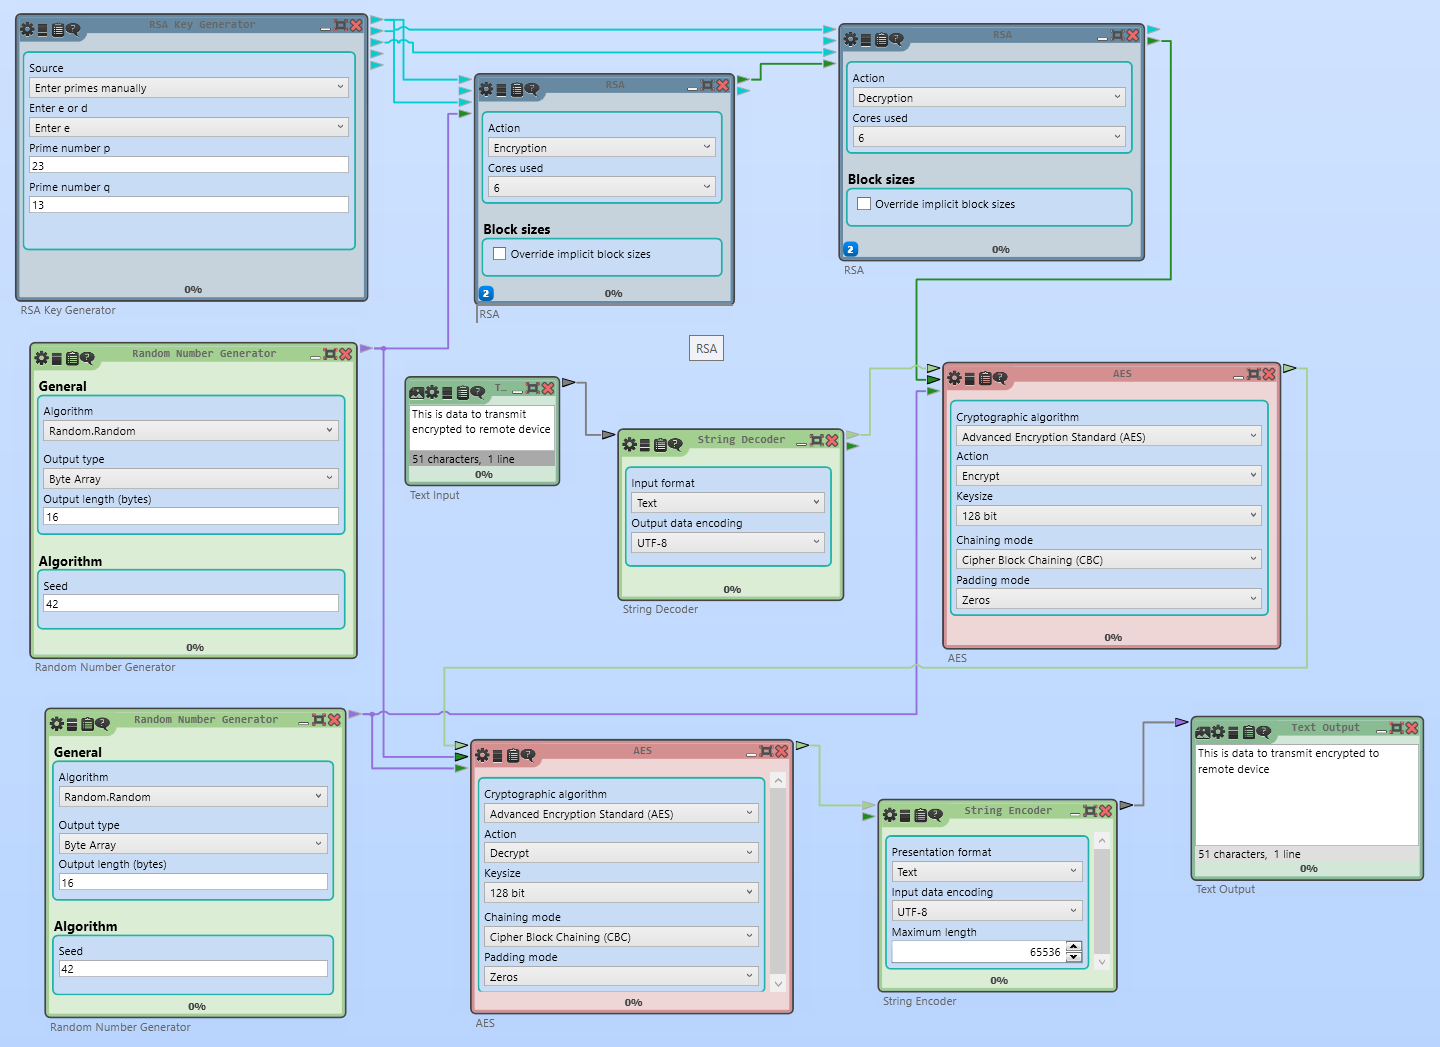 RSA Key Generator
Source
Enter primes manually
Enter e or d
Enter e
Prime number p
23
Prime number q
13
0%
RSA Key Generator
RSA
Action
Encryption
Cores used
6
Block sizes
Override implicit block sizes
2
0%
RSA
RSA
Action
Decryption
Cores used
6
Block sizes
Override implicit block sizes
2
0%
RSA
RSA
Random Number Generator
General
Algorithm
Random.Random
Output type
Byte Array
Output length (bytes)
16
Algorithm
Seed
42
0%
Random Number Generator
T...
This is data to transmit
encrypted to remote device
51 characters, 1 line
0%
Text Input
String Decoder
Input format
Text
Output data encoding
UTF-8
0%
String Decoder
AES
Cryptographic algorithm
Advanced Encryption Standard (AES)
Action
Encrypt
Keysize
128 bit
Chaining mode
Cipher Block Chaining (CBC)
Padding mode
Zeros
0%
AES
Random Number Generator
General
Algorithm
Random.Random
Output type
Byte Array
Output length (bytes)
16
Algorithm
Seed
42
0%
Random Number Generator
AES
Cryptographic algorithm
Advanced Encryption Standard (AES)
Action
Decrypt
Keysize
128 bit
Chaining mode
Cipher Block Chaining (CBC)
Padding mode
Zeros
0%
AES
String Encoder
Presentation format
Text
Input data encoding
UTF-8
Maximum length
65536
0%
String Encoder
Text Output
This is data to transmit encrypted to
remote device
51 characters, 1 line
0%
Text Output